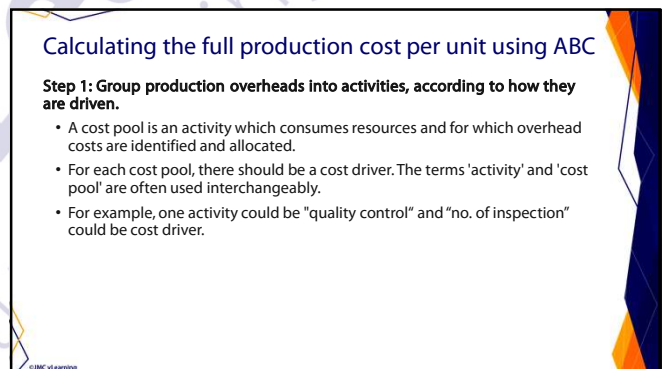 Calculating the full production cost per unit using ABC
Step 1: Group production overheads into activities, according to how they
are driven.
• A cost pool is an activity which consumes resources and for which overhead
costs are identified and allocated.
• For each cost pool, there should be a cost driver. The terms 'activity' and 'cost
pool' are often used interchangeably.
• For example, one activity could be "quality control“ and “no. of inspection”
could be cost driver.
©JMC vLearning